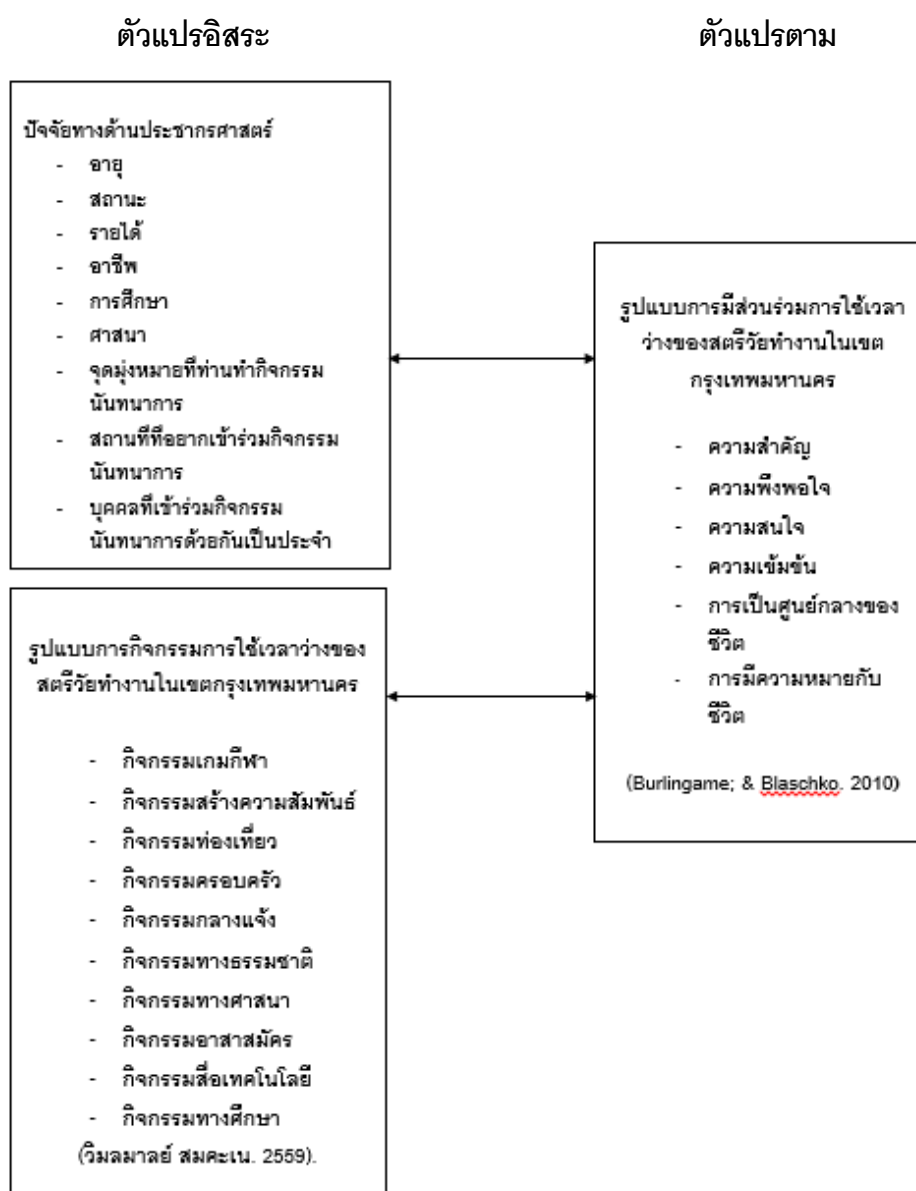 ตัวแปรอิสระ
ตัวแปรตาม
ปัจจัยทางด้านประชากรศาสตร์
- อายุ
- สถานะ
- รายได้
- อาชีพ
- การศึกษา
- ศาสนา
- จุดมุ่งหมายที่ท่านทำกิจกรรม
นันทนาการ
- สถานที่ที่อยากเข้าร่วมกิจกรรม
นันทนาการ
- บุคคลที่เข้าร่วมกิจกรรม
นันทนาการด้วยกันเป็นประจำ
รูปแบบการกิจกรรมการใช้เวลาว่างของ
สตรีวัยทำงานในเขตกรุงเทพมหานคร
- กิจกรรมเกมกีฬา
- กิจกรรมสร้างความสัมพันธ์
- กิจกรรมท่องเที่ยว
- กิจกรรมครอบครัว
- กิจกรรมกลางแจ้ง
- กิจกรรมทางธรรมชาติ
- กิจกรรมทางศาสนา
- กิจกรรมอาสาสมัคร
- กิจกรรมสื่อเทคโนโลยี
- กิจกรรมทางศึกษา
(วิมลมาลย์ สมคะเน. 2559).
รูปแบบการมีส่วนร่วมการใช้เวลา
ว่างของสตรีวัยทำงานในเขต
กรุงเทพมหานคร
- ความสำคัญ
- ความพึงพอใจ
- ความสนใจ
- ความเข้มข้น
- การเป็นศูนย์กลางของ
ชีวิต
- การมีความหมายกับ
ชีวิต
(Burlingame; & Blaschko. 2010)